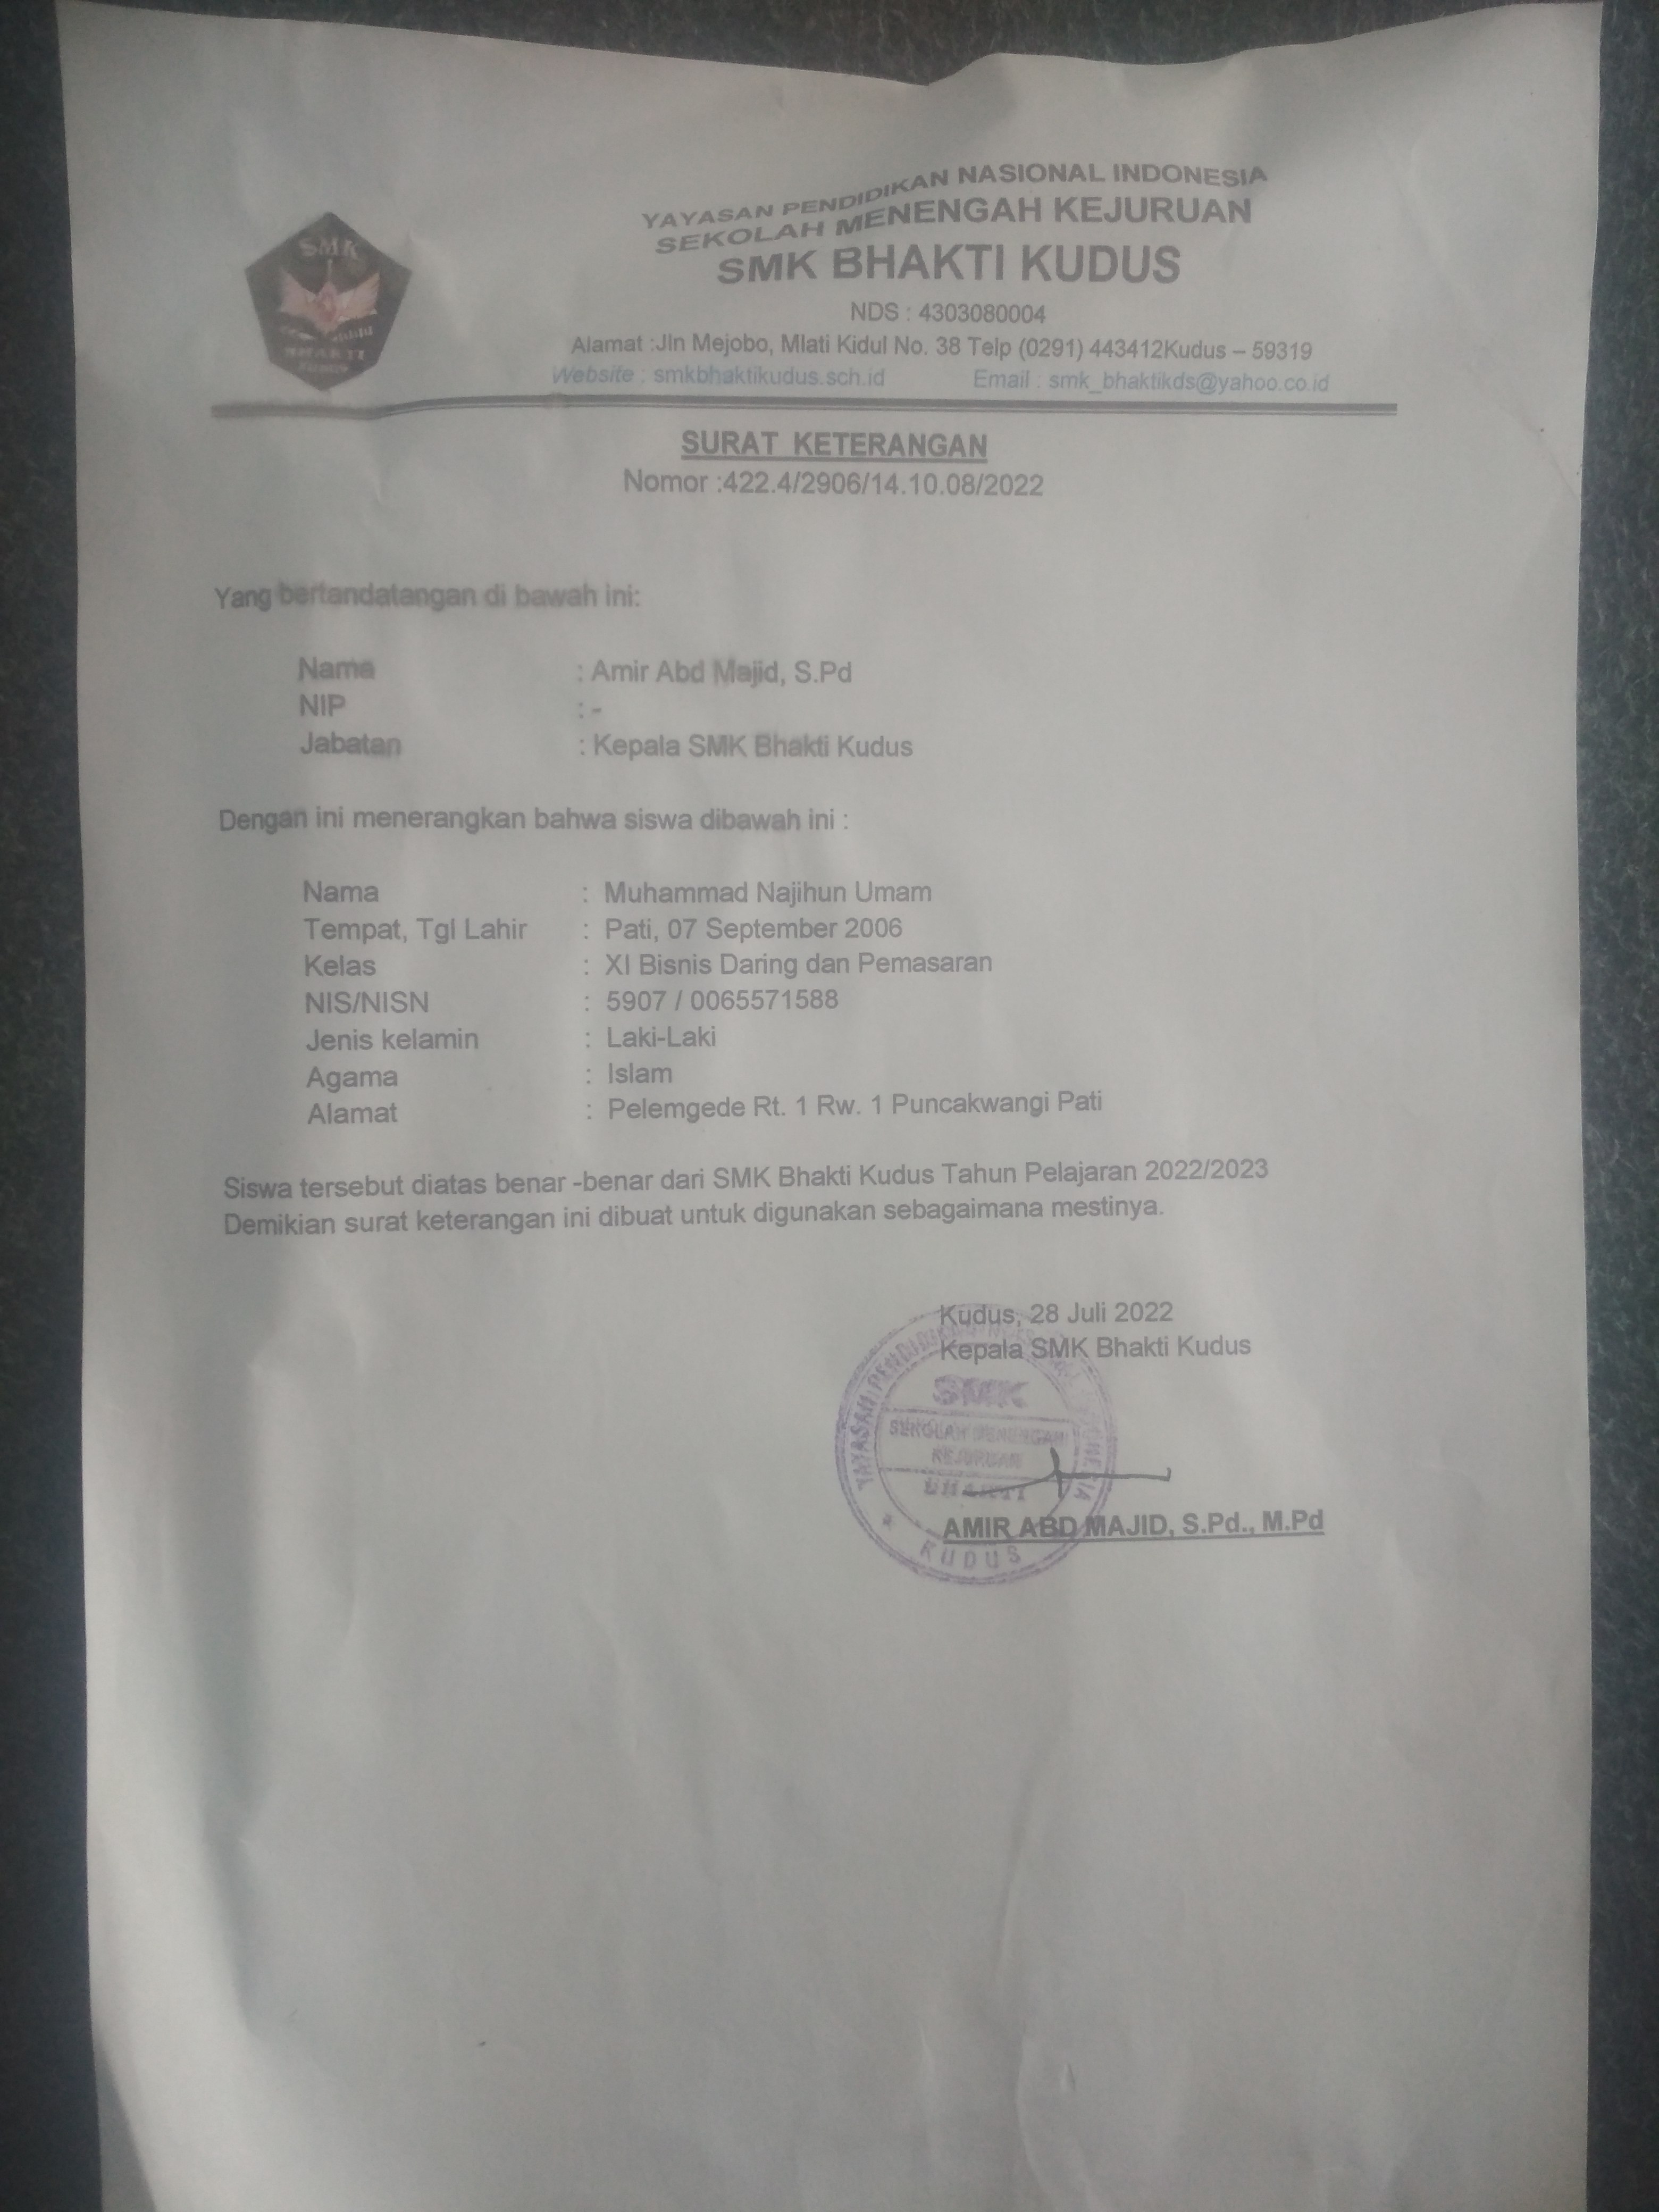 YAYASAN PENDIDIKAN NASIONAL INDONESIA
SEKOLAH MENENGAH KEJURUAN
SMK BHAKTI KUDUS
NDS : 4303080004
Alamat :Jln Mejobo, Mlati Kidul No. 38 Telp (0291) 443412Kudus – 59319
Website : smkbhaktikudus.sch.id Email : smk_bhaktikds@yahoo.co.id
SMK
BHAKTI
SURAT KETERANGAN
Nomor :422.4/2906/14.10.08/2022
Yang bertandatangan di bawah ini:
Nama : Amir Abd Majid, S.Pd
NIP : -
Jabatan : Kepala SMK Bhakti Kudus
Dengan ini menerangkan bahwa siswa dibawah ini :
Nama : Muhammad Najihun Umam
Tempat, Tgl Lahir : Pati, 07 September 2006
Kelas : XI Bisnis Daring dan Pemasaran
NIS/NISN : 5907 / 0065571588
Jenis kelamin : Laki-Laki
Agama : Islam
Alamat : Pelemgede Rt. 1 Rw. 1 Puncakwangi Pati
Siswa tersebut diatas benar -benar dari SMK Bhakti Kudus Tahun Pelajaran 2022/2023
Demikian surat keterangan ini dibuat untuk digunakan sebagaimana mestinya.
Kudus, 28 Juli 2022
Kepala SMK Bhakti Kudus
YAYASAN PENDIDIKAN
SMK
SEKOLAH MENENGAH
KEJURUAN
BHAKTI
KUDUS
AMIR ABD MAJID, S.Pd., M.Pd